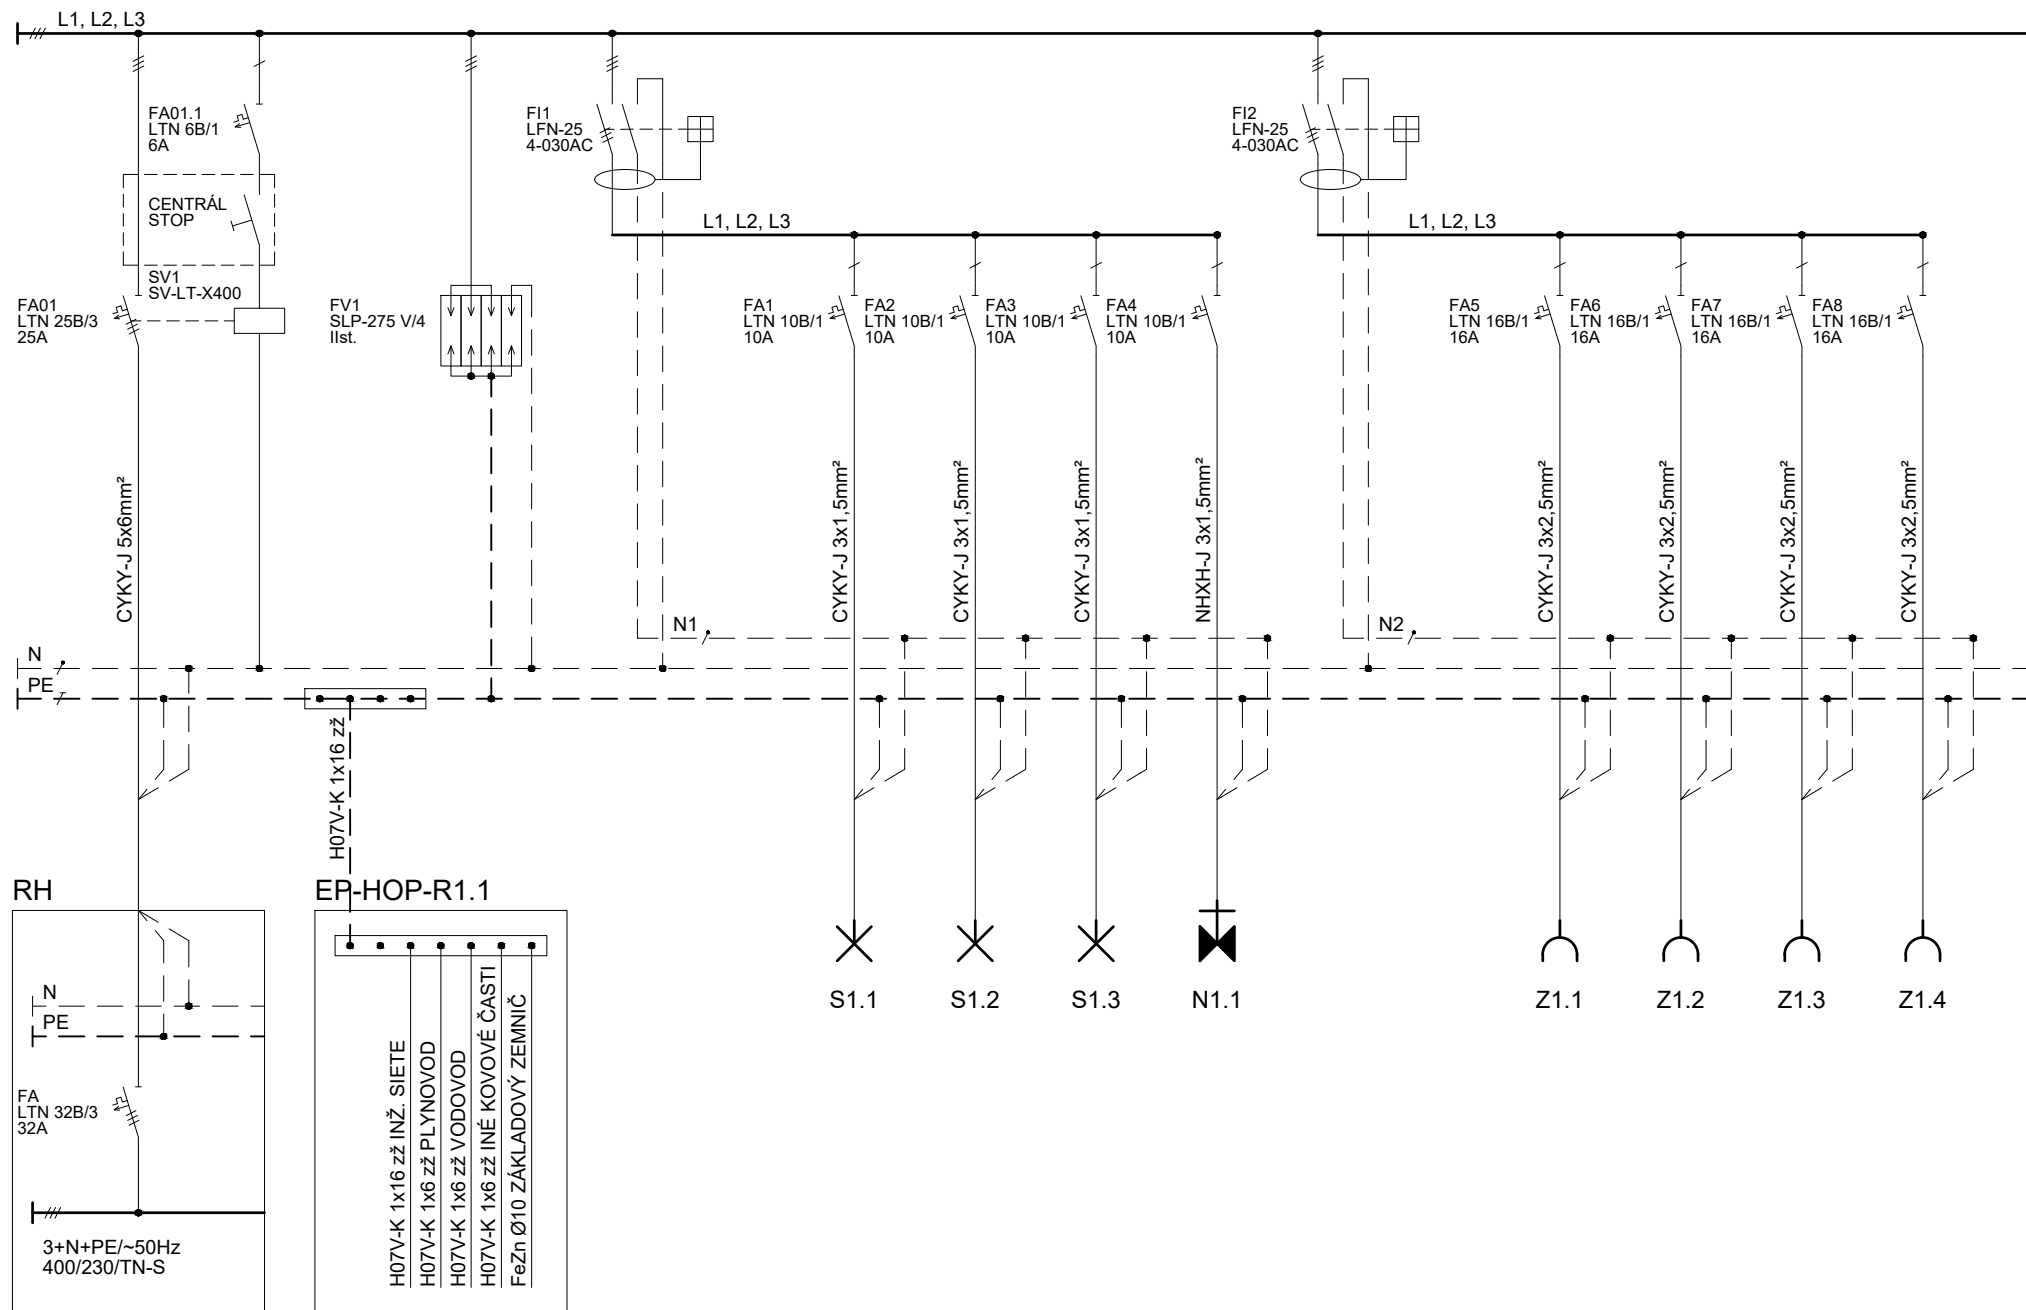 L1, L2, L3
FA01.1
LTN 6B/1
6A
CENTRÁL
STOP
SV1
SV-LT-X400
FA01
LTN 25B/3
25A
FV1
SLP-275 V/4
IIst.
FI1
LFN-25
4-030AC
L1, L2, L3
FA1
LTN 10B/1
10A
FA2
LTN 10B/1
10A
FA3
LTN 10B/1
10A
FA4
LTN 10B/1
10A
FI2
LFN-25
4-030AC
L1, L2, L3
FA5
LTN 16B/1
16A
FA6
LTN 16B/1
16A
FA7
LTN 16B/1
16A
FA8
LTN 16B/1
16A
CYKY-J 5x6mm²
CYKY-J 3x1,5mm²
CYKY-J 3x1,5mm²
CYKY-J 3x1,5mm²
NHXH-J 3x1,5mm²
CYKY-J 3x2,5mm²
CYKY-J 3x2,5mm²
CYKY-J 3x2,5mm²
CYKY-J 3x2,5mm²
N1
N2
N
PE
H07V-K 1x16 zž
RH
N
PE
FA
LTN 32B/3
32A
3+N+PE/~50Hz
400/230/TN-S
EP-HOP-R1.1
H07V-K 1x16 zž INŽ. SIETE
H07V-K 1x6 zž PLYNOVOD
H07V-K 1x6 zž VODOVOD
H07V-K 1x6 zž INÉ KOVOVÉ ČASTI
FeZn Ø10 ZÁKLADOVÝ ZEMNIČ
S1.1
S1.2
S1.3
N1.1
Z1.1
Z1.2
Z1.3
Z1.4